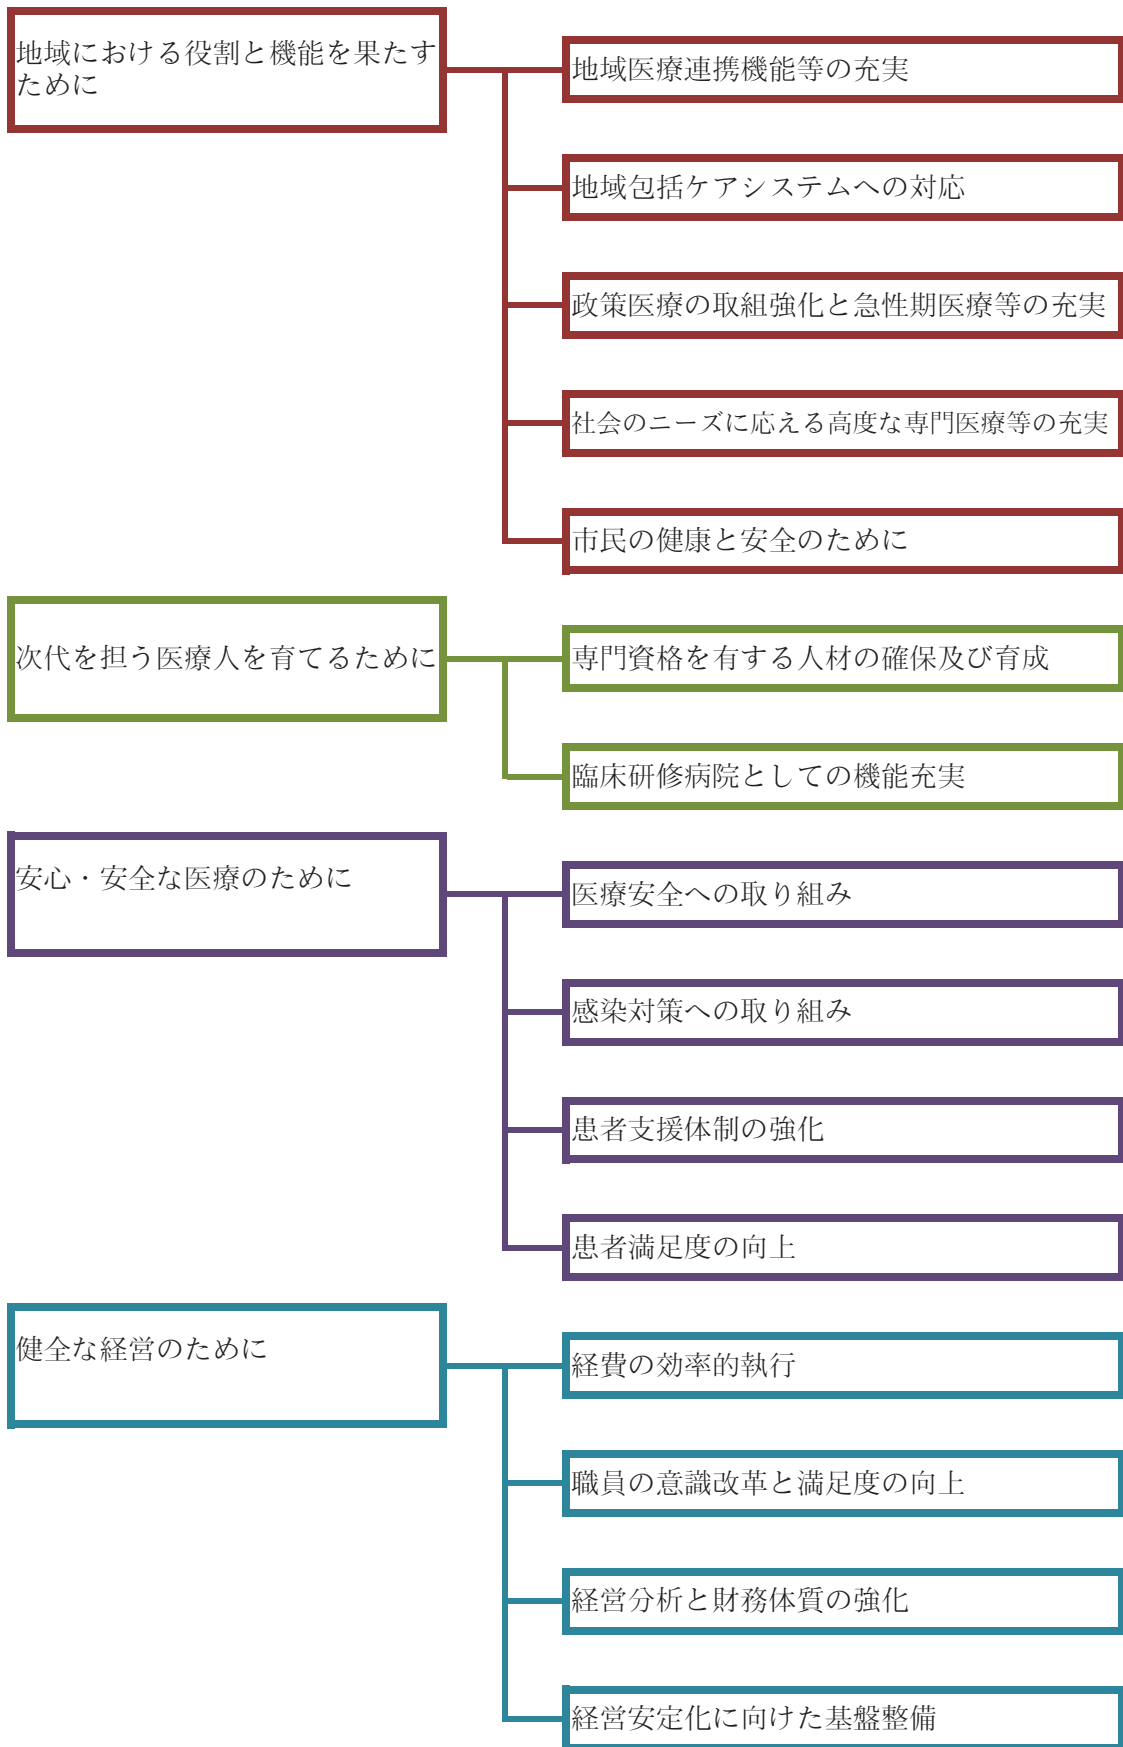 地域における役割と機能を果たす
ために
地域医療連携機能等の充実
地域包括ケアシステムへの対応
政策医療の取組強化と急性期医療等の充実
社会のニーズに応える高度な専門医療等の充実
市民の健康と安全のために
次代を担う医療人を育てるために
専門資格を有する人材の確保及び育成
臨床研修病院としての機能充実
安心・安全な医療のために
医療安全への取り組み
感染対策への取り組み
患者支援体制の強化
患者満足度の向上
健全な経営のために
経費の効率的執行
職員の意識改革と満足度の向上
経営分析と財務体質の強化
経営安定化に向けた基盤整備